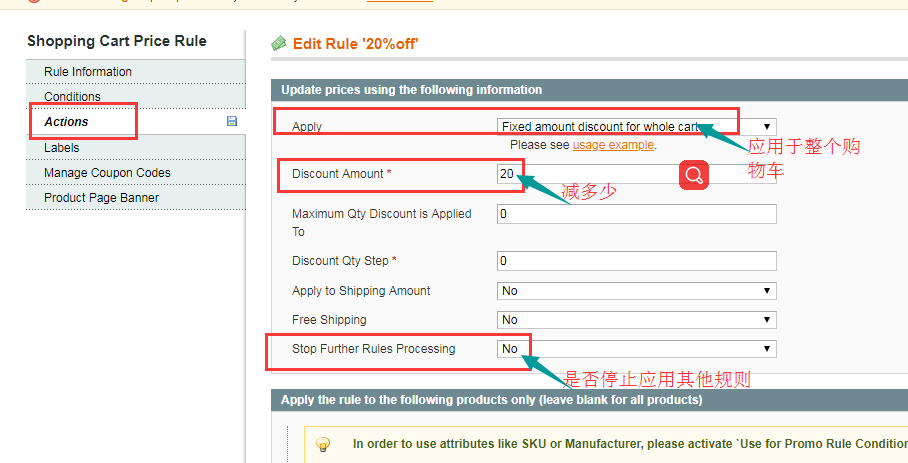 Shopping Cart Price Rule
Edit Rule '20%off'
Rule Information
Conditions
Actions
Labels
Manage Coupon Codes
Product Page Banner
Update prices using the following information
Apply
Fixed amount discount for whole cart
应用于整个购
物车
Please see usage example.
Discount Amount *
20
减多少
Maximum Qty Discount is Applied
To
0
Discount Qty Step *
0
Apply to Shipping Amount
No
Free Shipping
No
Stop Further Rules Processing
No
是否停止应用其他规则
Apply the rule to the following products only (leave blank for all products)
In order to use attributes like SKU or Manufacturer, please activate `Use for Promo Rule Condition